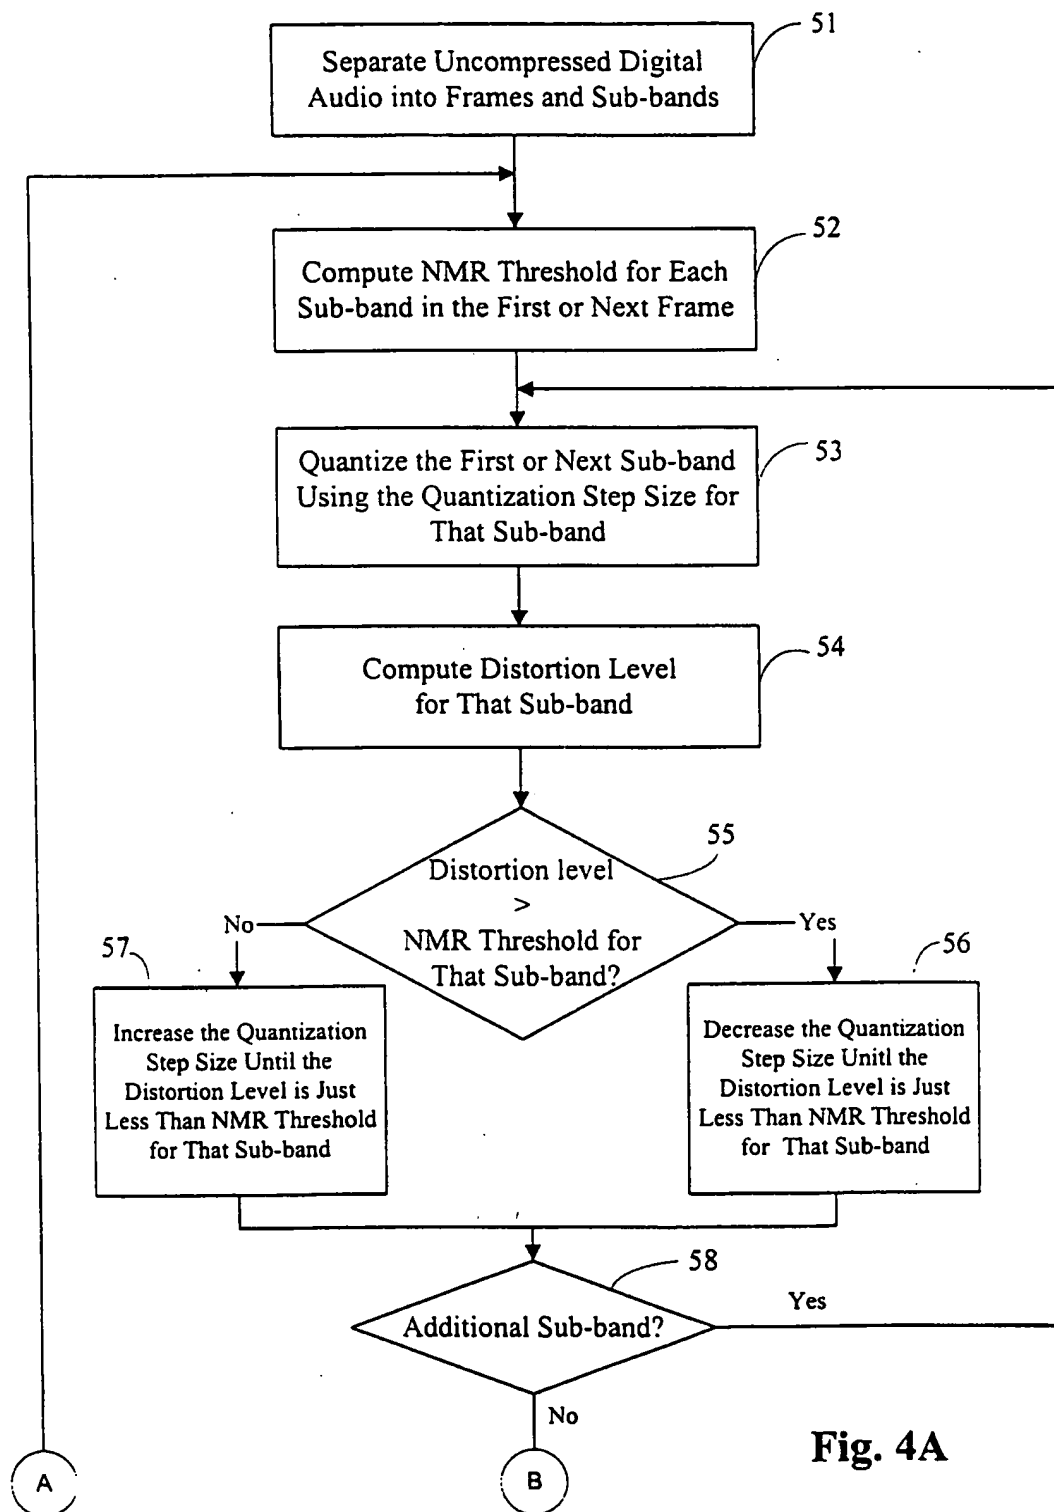 51
Separate Uncompressed Digital
Audio into Frames and Sub-bands
52
Compute NMR Threshold for Each
Sub-band in the First or Next Frame
53
Quantize the First or Next Sub-band
Using the Quantization Step Size for
That Sub-band
54
Compute Distortion Level
for That Sub-band
55
Distortion level
>
NMR Threshold for
That Sub-band?
No
Yes
57
Increase the Quantization
Step Size Until the
Distortion Level is Just
Less Than NMR Threshold
for That Sub-band
56
Decrease the Quantization
Step Size Unitl the
Distortion Level is Just
Less Than NMR Threshold
for That Sub-band
58
Additional Sub-band?
Yes
No
A
B
Fig. 4A